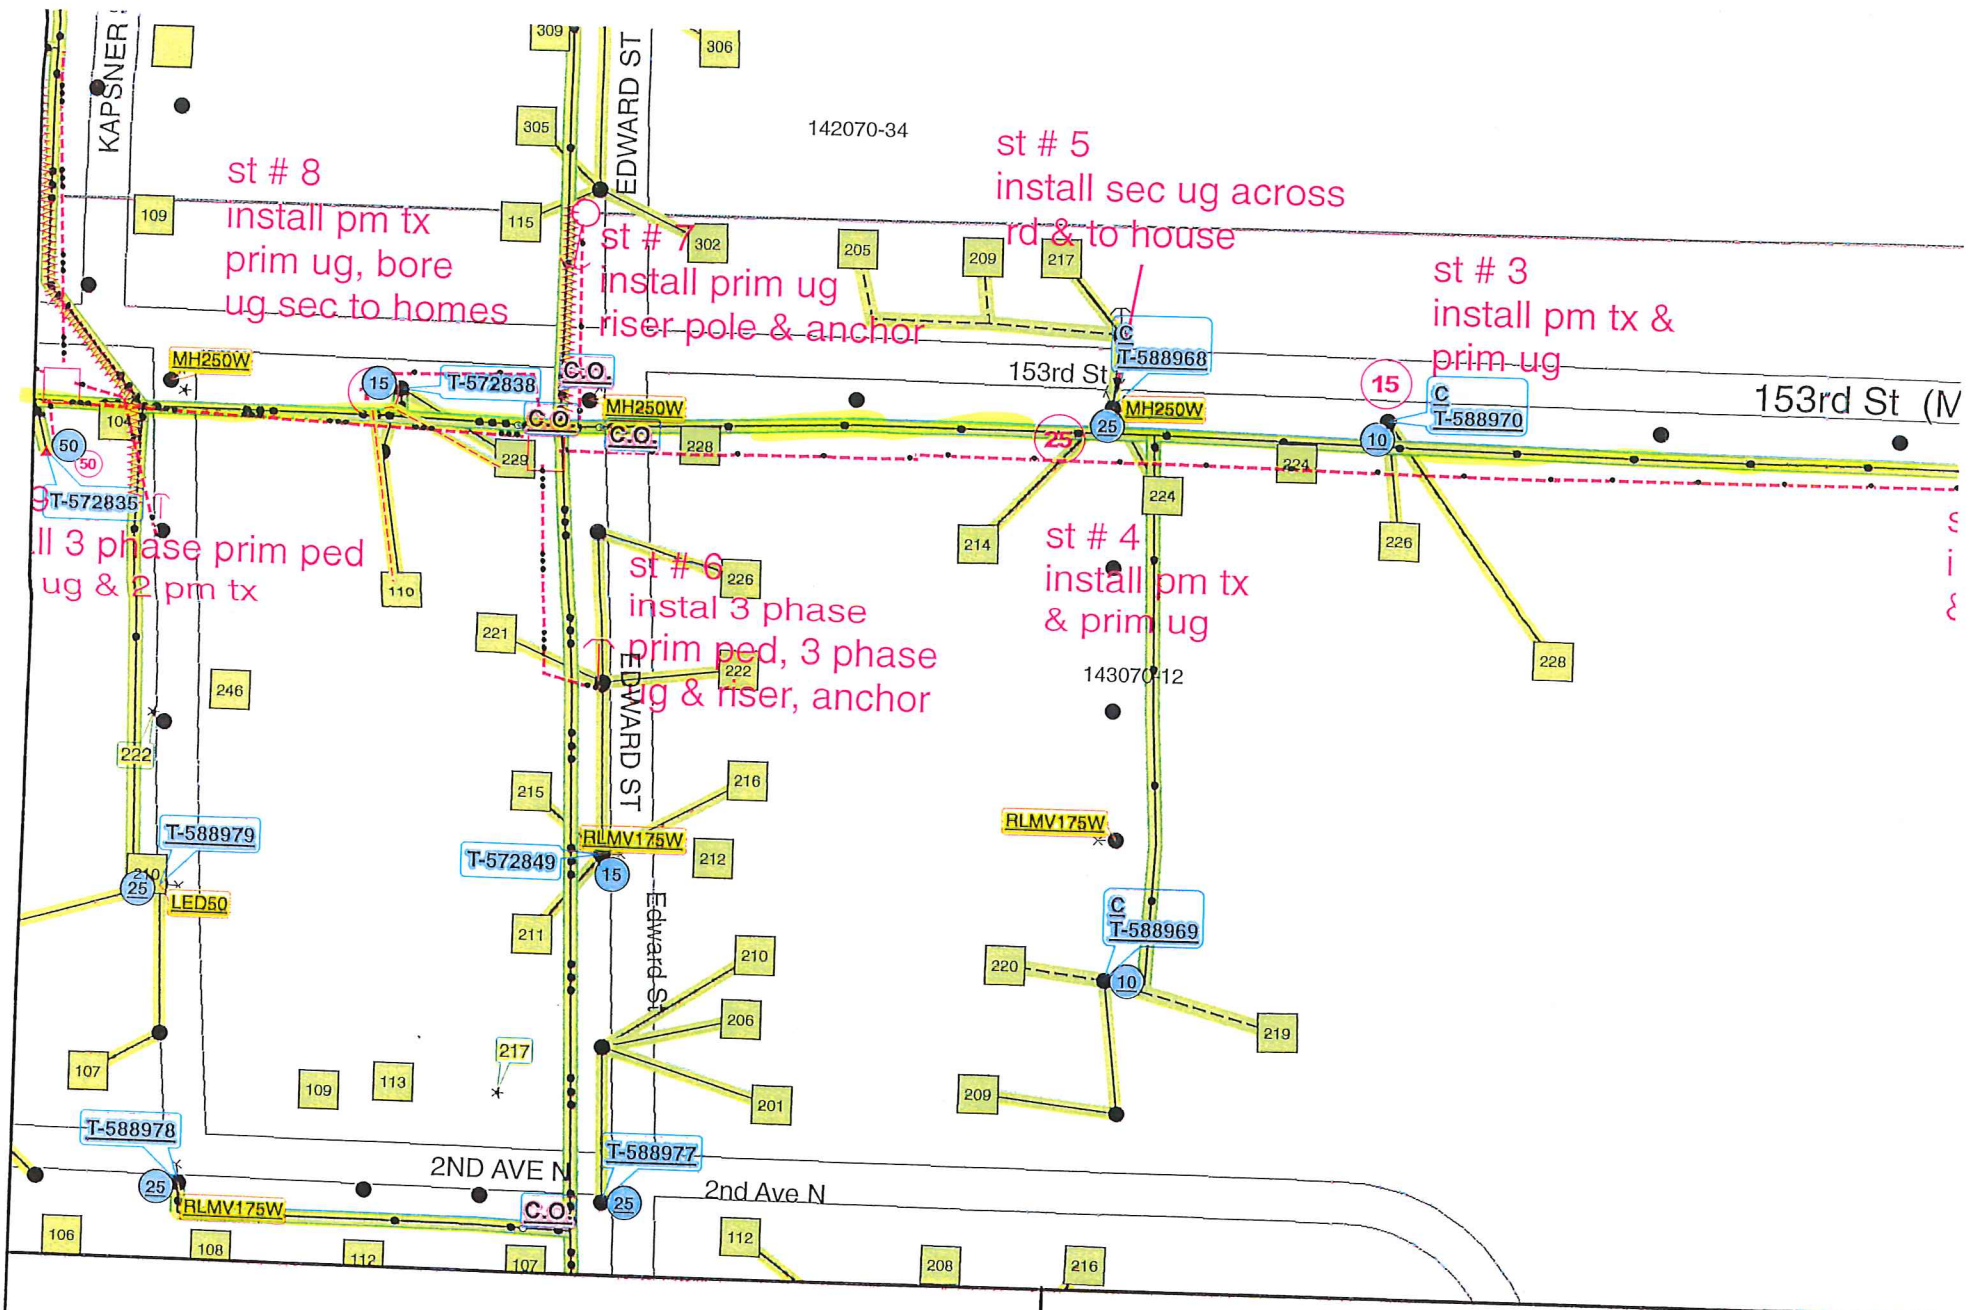 KAPSNER
309
EDWARD ST
306
305
142070-34
st # 5
install sec ug across
rd & to house
st # 8
install pm tx
prim ug, bore
ug sec to homes
109
115
st # 7
install prim ug
riser pole & anchor
302
205
209
217
st # 3
install pm tx &
prim ug
C
T-588968
MH250W
15
T-572838
C.O.
153rd St
15
C
T-588970
153rd St (M
104
C.O.
MH250W
C.O.
228
25
25
MH250W
10
224
50
50
T-572835
229
224
214
226
ll 3 phase prim ped
ug & 2 pm tx
110
st # 6
instal 3 phase
prim ped, 3 phase
ug & riser, anchor
226
st # 4
install pm tx
& prim ug
&
221
222
EDWARD ST
143070-12
228
246
222
215
216
T-588979
RLMV175W
RLMV175W
T-572849
212
15
210
25
LED50
211
Edward St
C
T-588969
210
220
10
206
219
217
107
109
113
201
209
T-588978
2ND AVE N
T-588977
25
RLMV175W
C.O.
25
2nd Ave N
106
108
112
107
112
208
216